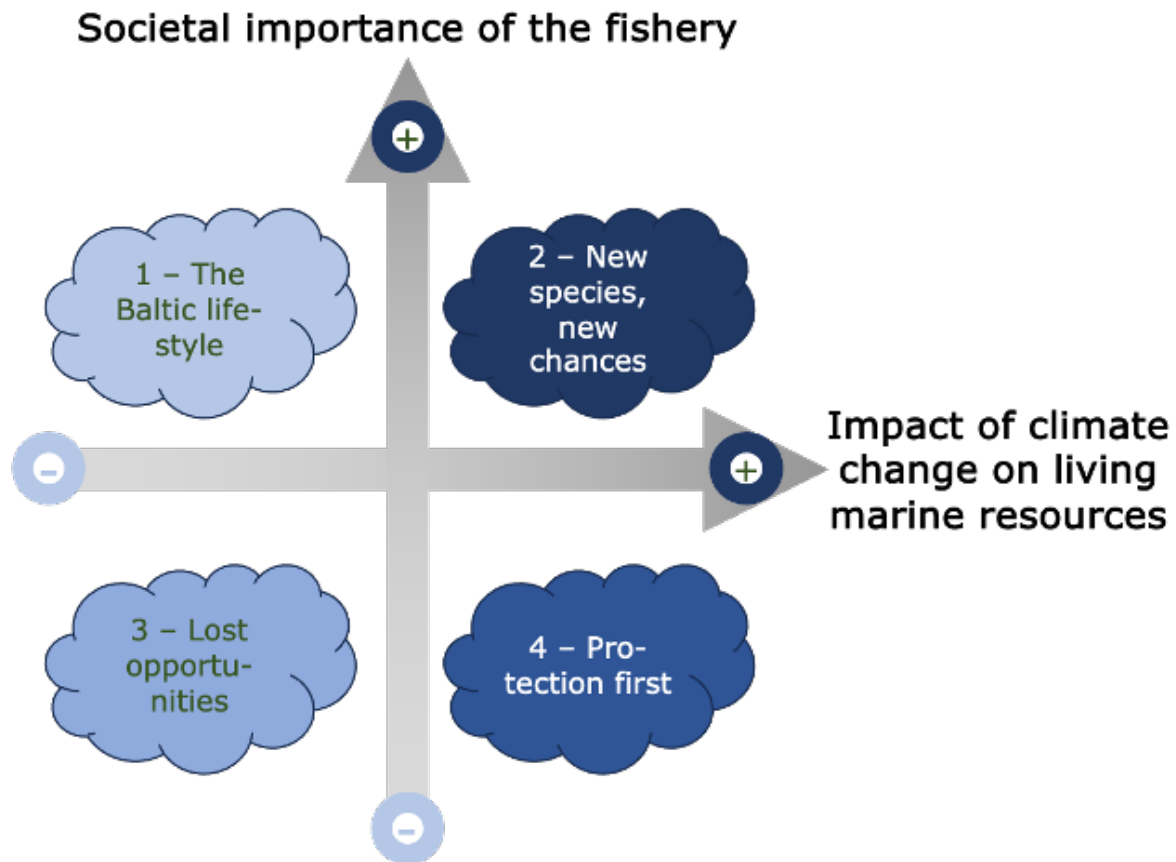 Societal importance of the fishery
+
1 – The
Baltic life-
style
2 – New
species,
new
chances
Impact of climate
change on living
marine resources
-
+
3 – Lost
opportu-
nities
4 – Pro-
tection first
-